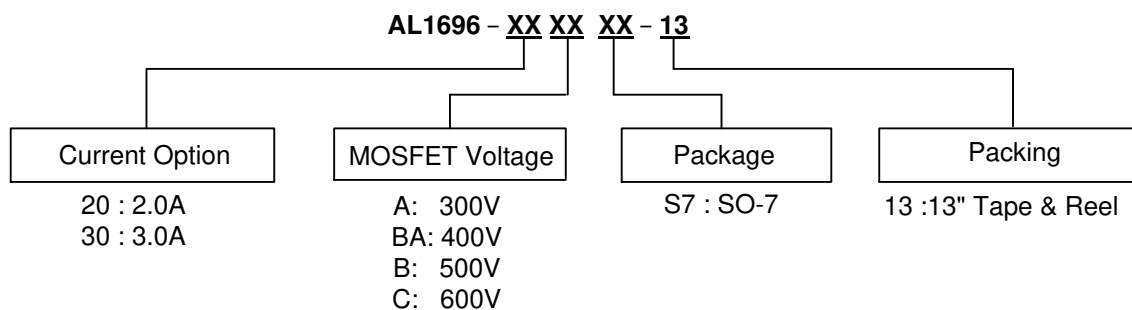 AL1696 – XX XX XX – 13
Current Option
20 : 2.0A
30 : 3.0A
MOSFET Voltage
A: 300V
BA: 400V
B: 500V
C: 600V
Package
S7 : SO-7
Packing
13 :13" Tape & Reel